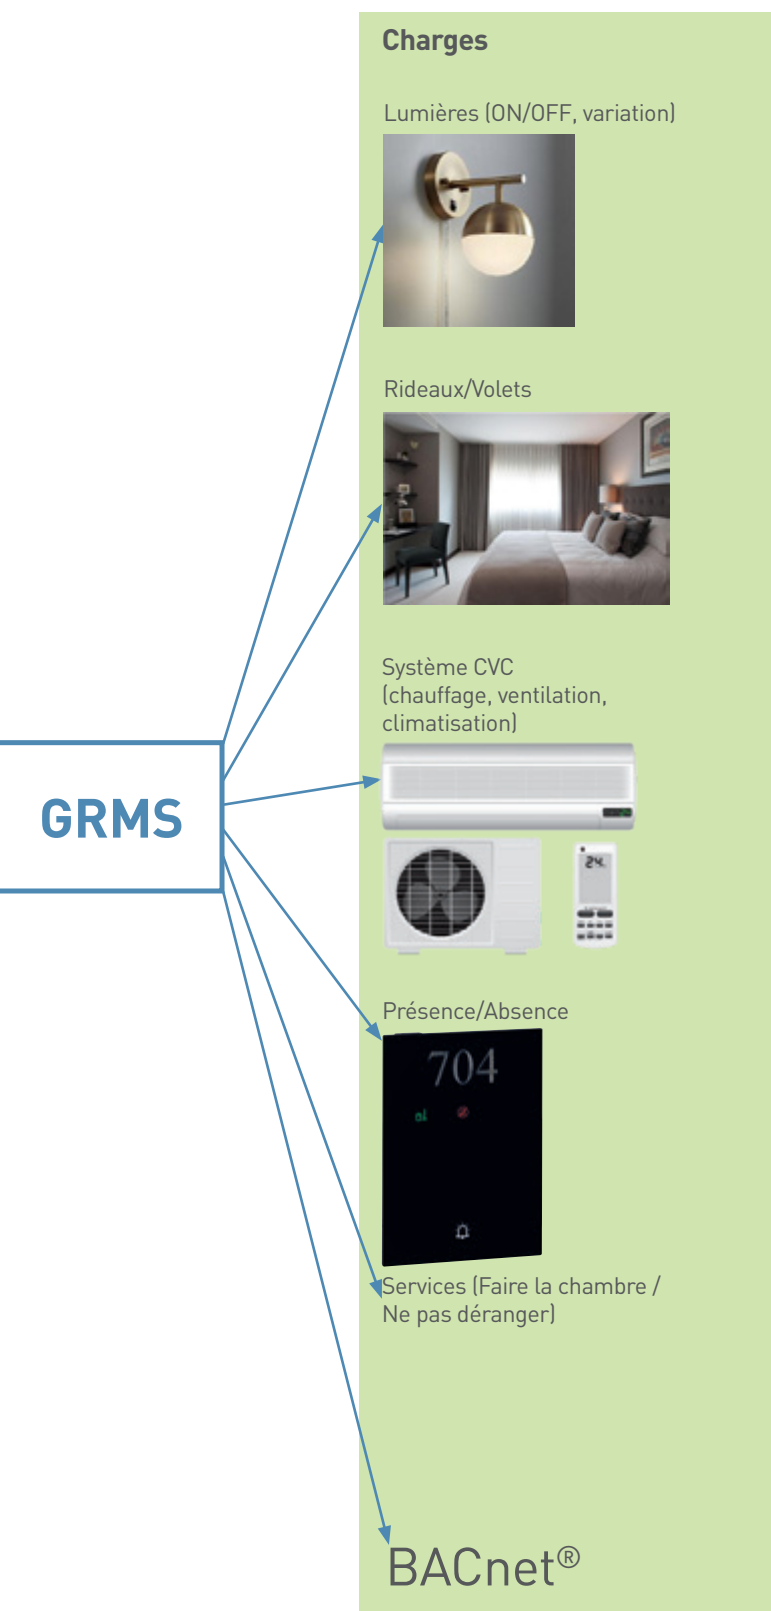 Charges
Lumières (ON/OFF, variation)
Rideaux/Volets
Système CVC
(chauffage, ventilation,
climatisation)
GRMS
24
Présence/Absence
704
Services (Faire la chambre /
Ne pas déranger)
BACnet®